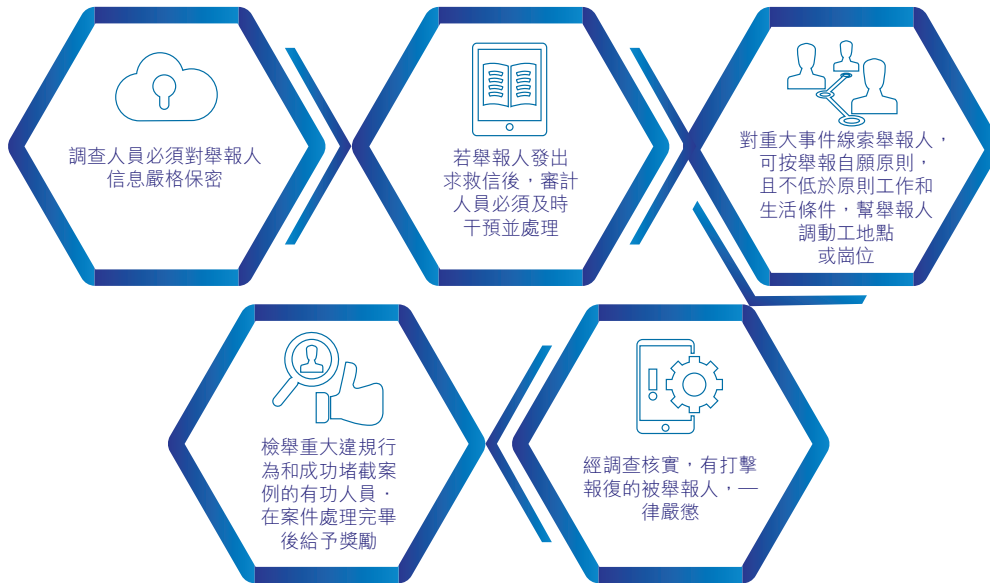 調查人員必須對舉報人
信息嚴格保密
若舉報人發出
求救信後，審計
人員必須及時
干預並處理
對重大事件線索舉報人，
可按舉報自願原則，
且不低於原則工作和
生活條件，幫舉報人
調動工地點
或崗位
經調查核實，有打擊
報復的被舉報人，一
律嚴懲
檢舉重大違規行
為和成功堵截案
例的有功人員．
在案件處理完畢
後給予獎勵